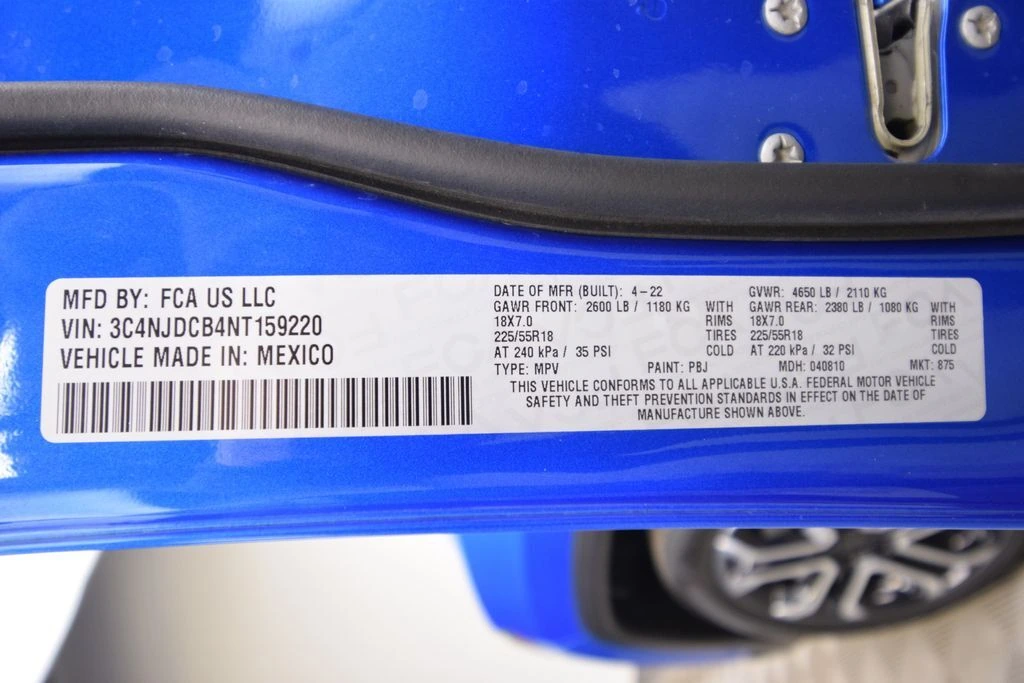 MFD BY: FCA US LLC
VIN: 3C4NJDCB4NT159220
VEHICLE MADE IN: MEXICO
DATE OF MFR (BUILT): 4-22 GVWR: 4650 LB / 2110 KG
GAWR FRONT: 2600 LB / 1180 KG WITH GAWR REAR: 2380 LB / 1080 KG WITH
18X7.0 RIMS 18X7.0 RIMS
225/55R18 TIRES 225/55R18 TIRES
AT 240 kPa / 35 PSI COLD AT 220 kPa / 32 PSI COLD
TYPE: MPV PAINT: PBJ MDH: 040810 MKT: 875
THIS VEHICLE CONFORMS TO ALL APPLICABLE U.S.A. FEDERAL MOTOR VEHICLE
SAFETY AND THEFT PREVENTION STANDARDS IN EFFECT ON THE DATE OF
MANUFACTURE SHOWN ABOVE.